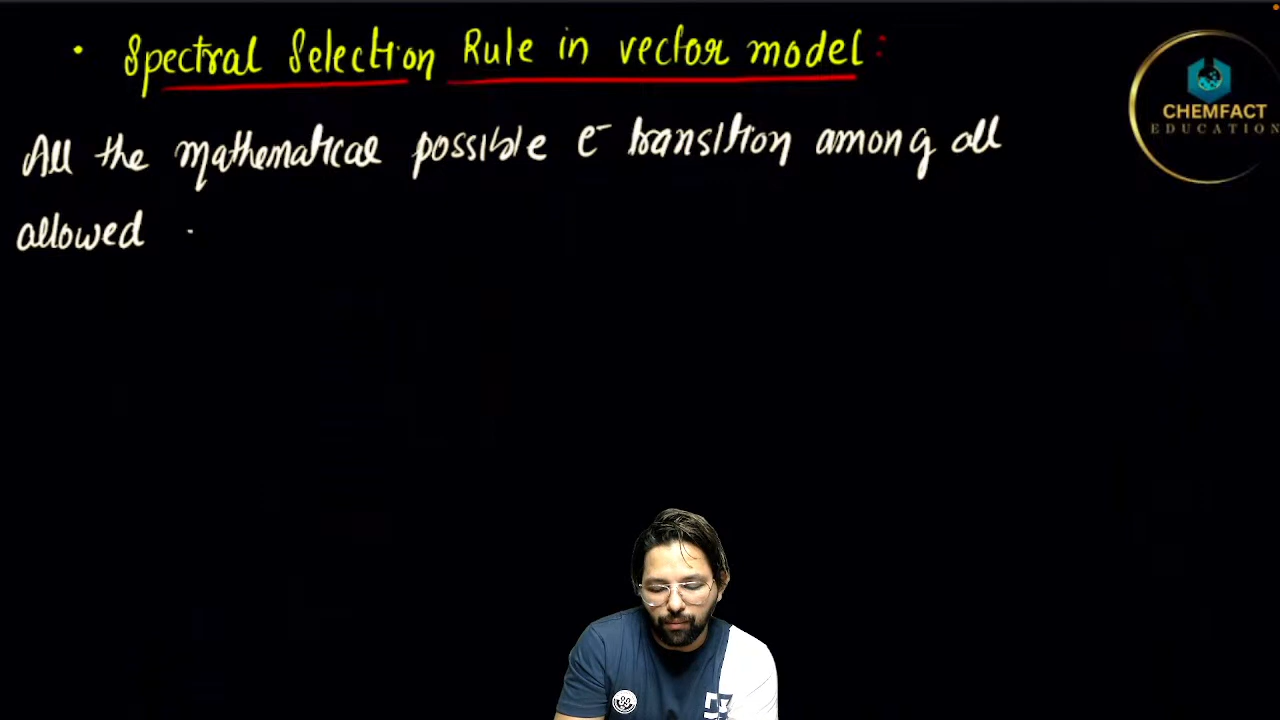 • Spectral Selection Rule in vector model :
All the mathematical possible e⁻ transition among all
allowed
CHEMFACT
EDUCATION